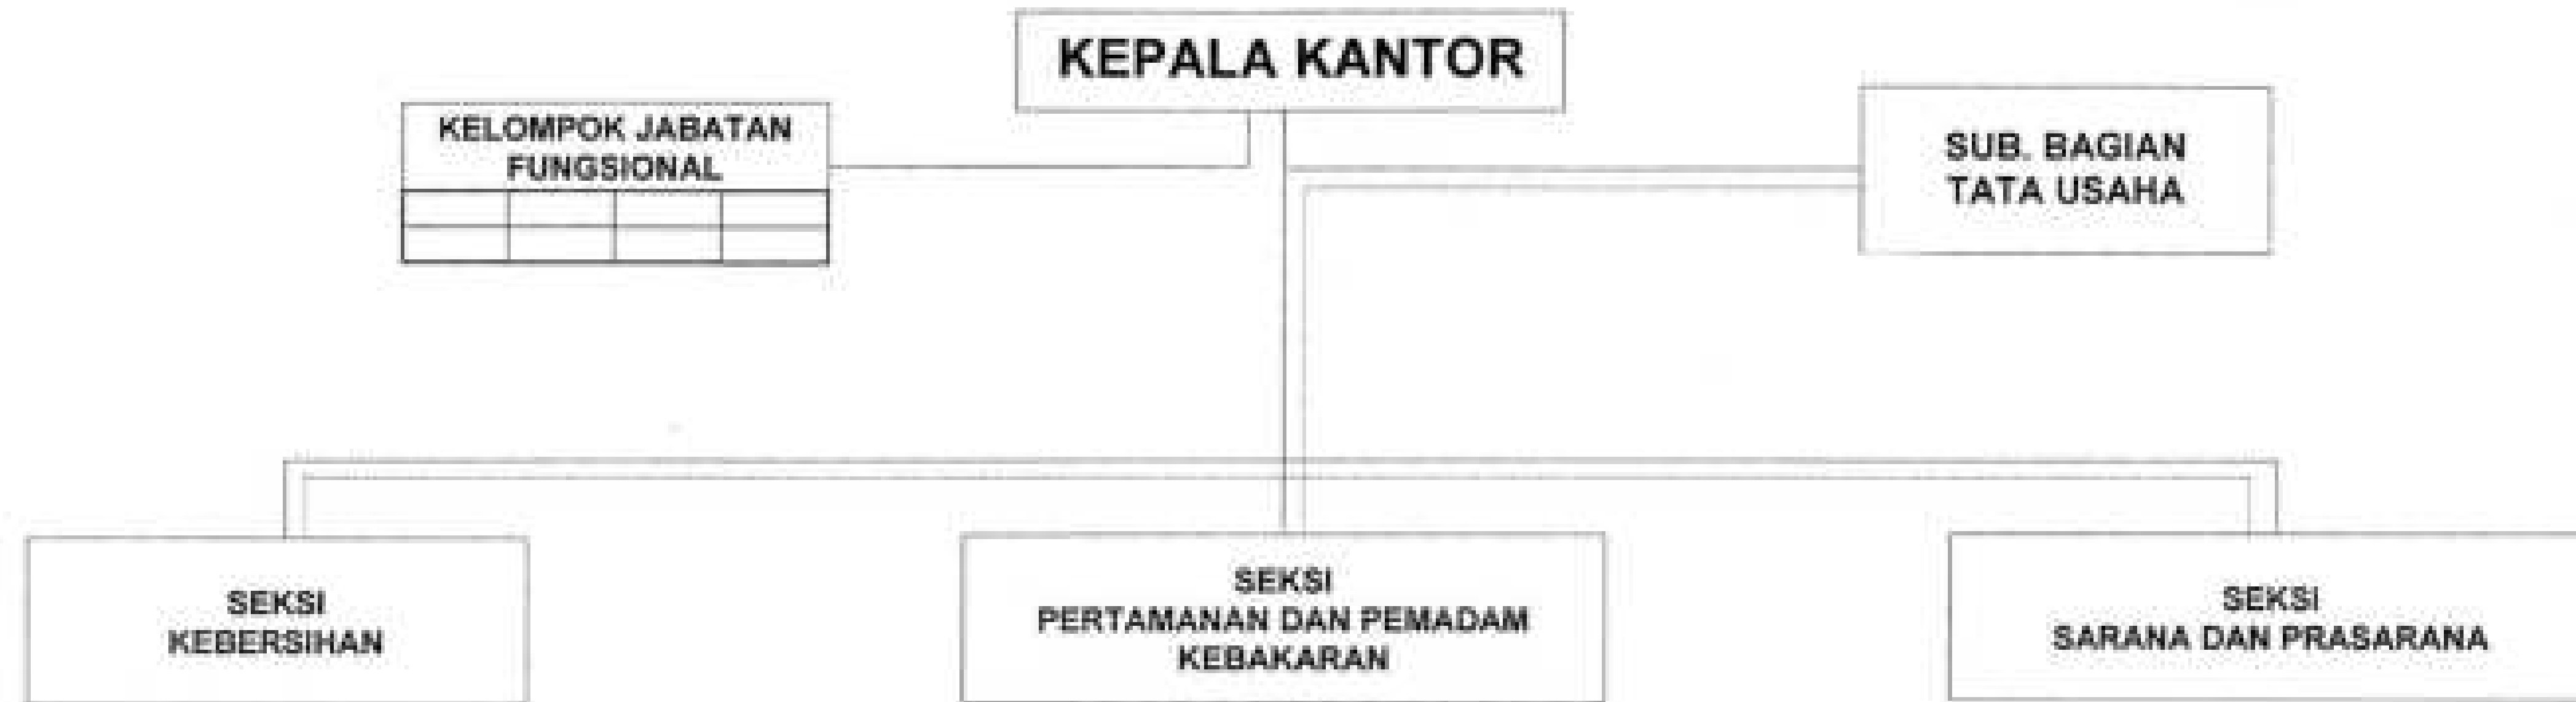 KEPALA KANTOR
KELOMPOK JABATAN
FUNGSIONAL
SUB. BAGIAN
TATA USAHA
SEKSI
KEBERSIHAN
SEKSI
PERTAMANAN DAN PEMADAM
KEBAKARAN
SEKSI
SARANA DAN PRASARANA